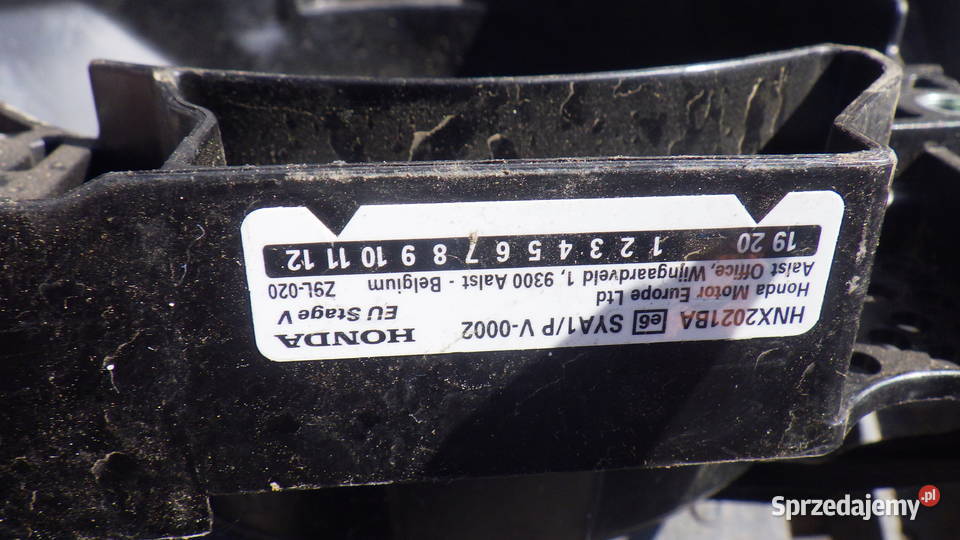 HNX2021BA e6 SYA1/P V-0002 HONDA
Honda Motor Europe Ltd EU Stage V
Aalst Office, Wijngaardveld 1, 9300 Aalst - Belgium Z9L-020
19 20 1 2 3 4 5 6 7 8 9 10 11 12
Sprzedajemy.pl